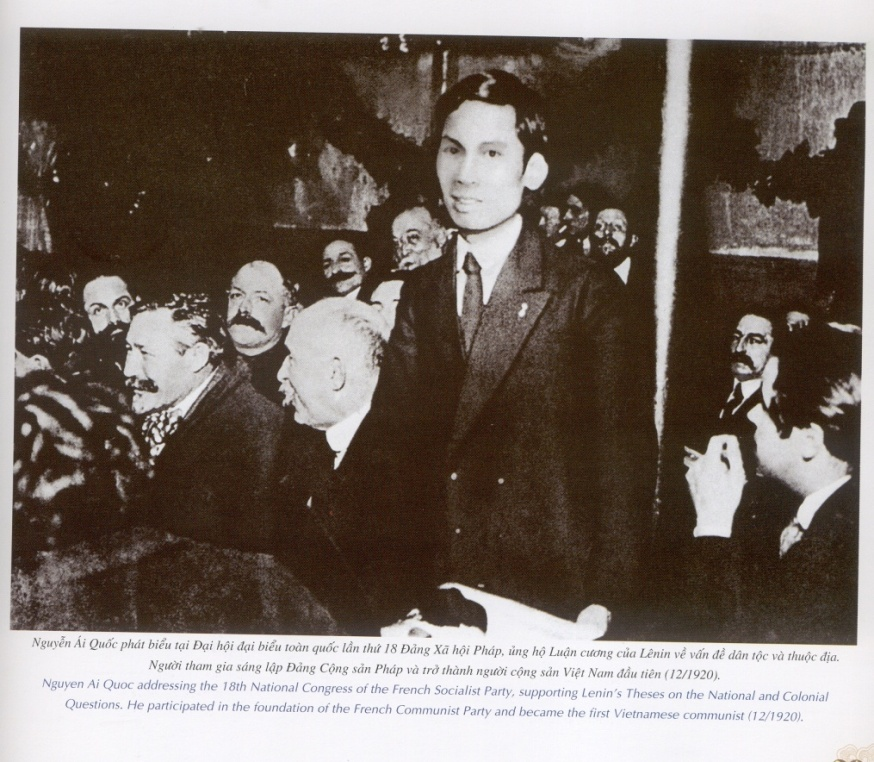 Nguyễn Ái Quốc phát biểu tại Đại hội đại biểu toàn quốc lần thứ 18 Đảng Xã hội Pháp, ủng hộ Luận cương của Lênin về vấn đề dân tộc và thuộc địa.
Người tham gia sáng lập Đảng Cộng sản Pháp và trở thành người cộng sản Việt Nam đầu tiên (12/1920).
Nguyen Ai Quoc addressing the 18th National Congress of the French Socialist Party, supporting Lenin's Theses on the National and Colonial
Questions. He participated in the foundation of the French Communist Party and became the first Vietnamese communist (12/1920).